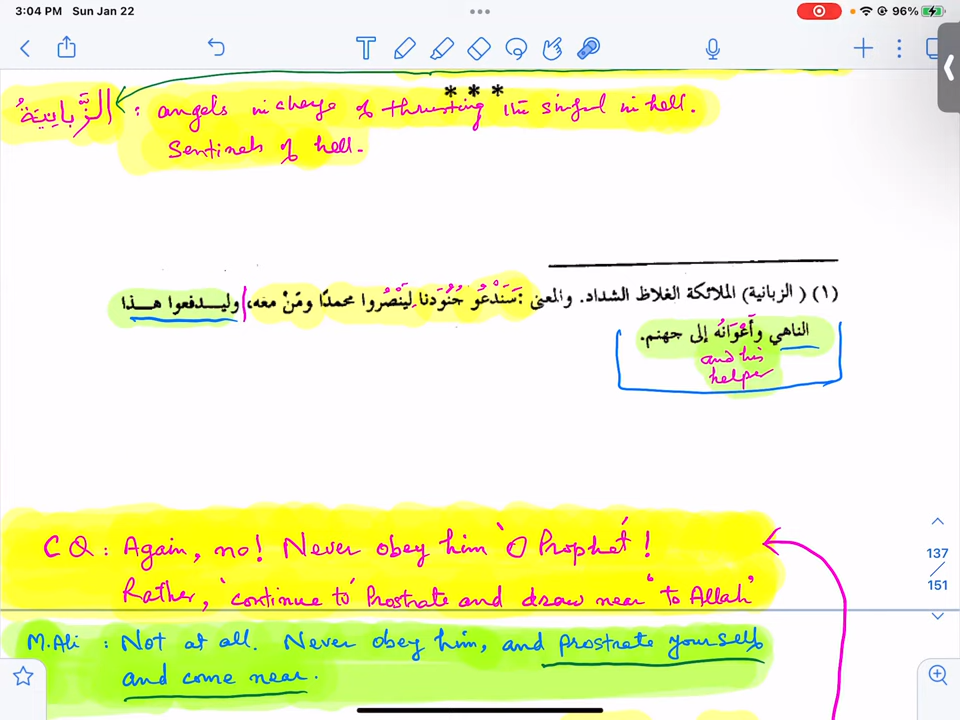 3:04 PM Sun Jan 22
96%
***
الزَّبانِيَةُ : angels in charge of thrusting the sinful in hell.
Sentinels of hell.
(١) ( الزبانية) الملائكة الغلاظ الشداد. والمعنى : سَنَدْعُو جُنُودَنا لِيَنْصُروا محمدًا ومَنْ معه، وليدفعوا هذا
الناهي وأَعْوَانَه إلى جهنم.
and his
helper
CQ : Again, no! Never obey him 'O Prophet'!
Rather, 'continue to' Prostrate and draw near "to Allah"
137
151
M.Ali : Not at all. Never obey him, and prostrate yourself
and come near.